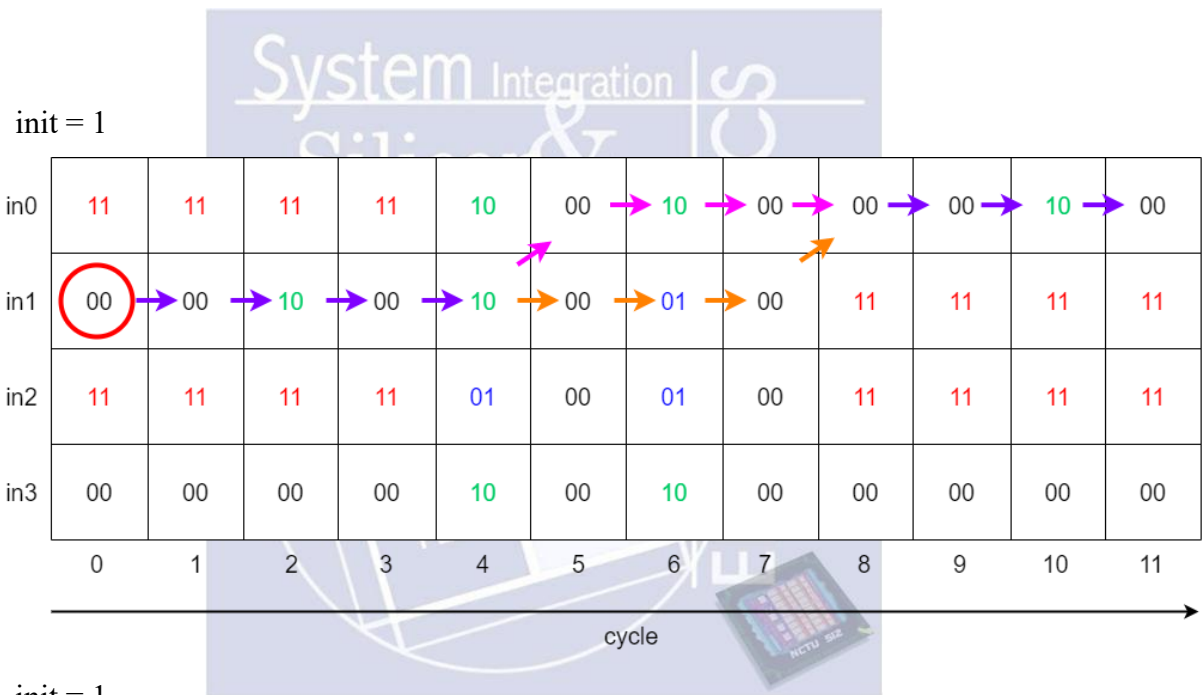 System Integration
&
Silicon
init = 1
in0 11 11 11 11 10 00 10 00 00 00 10 00
in1 00 00 10 00 10 00 01 00 11 11 11 11
in2 11 11 11 11 01 00 01 00 11 11 11 11
in3 00 00 00 00 10 00 10 00 00 00 00 00
0 1 2 3 4 5 6 7 8 9 10 11
cycle
NCTU SI2
init = 1